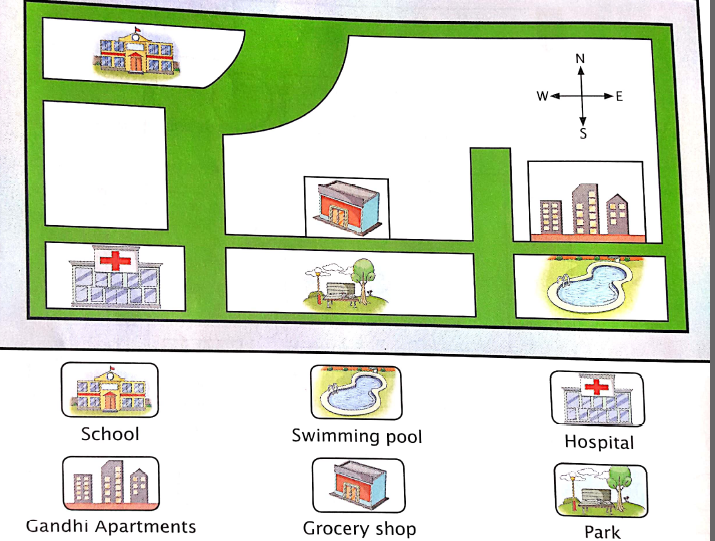 N
W E
S
School
Swimming pool
Hospital
Gandhi Apartments
Grocery shop
Park